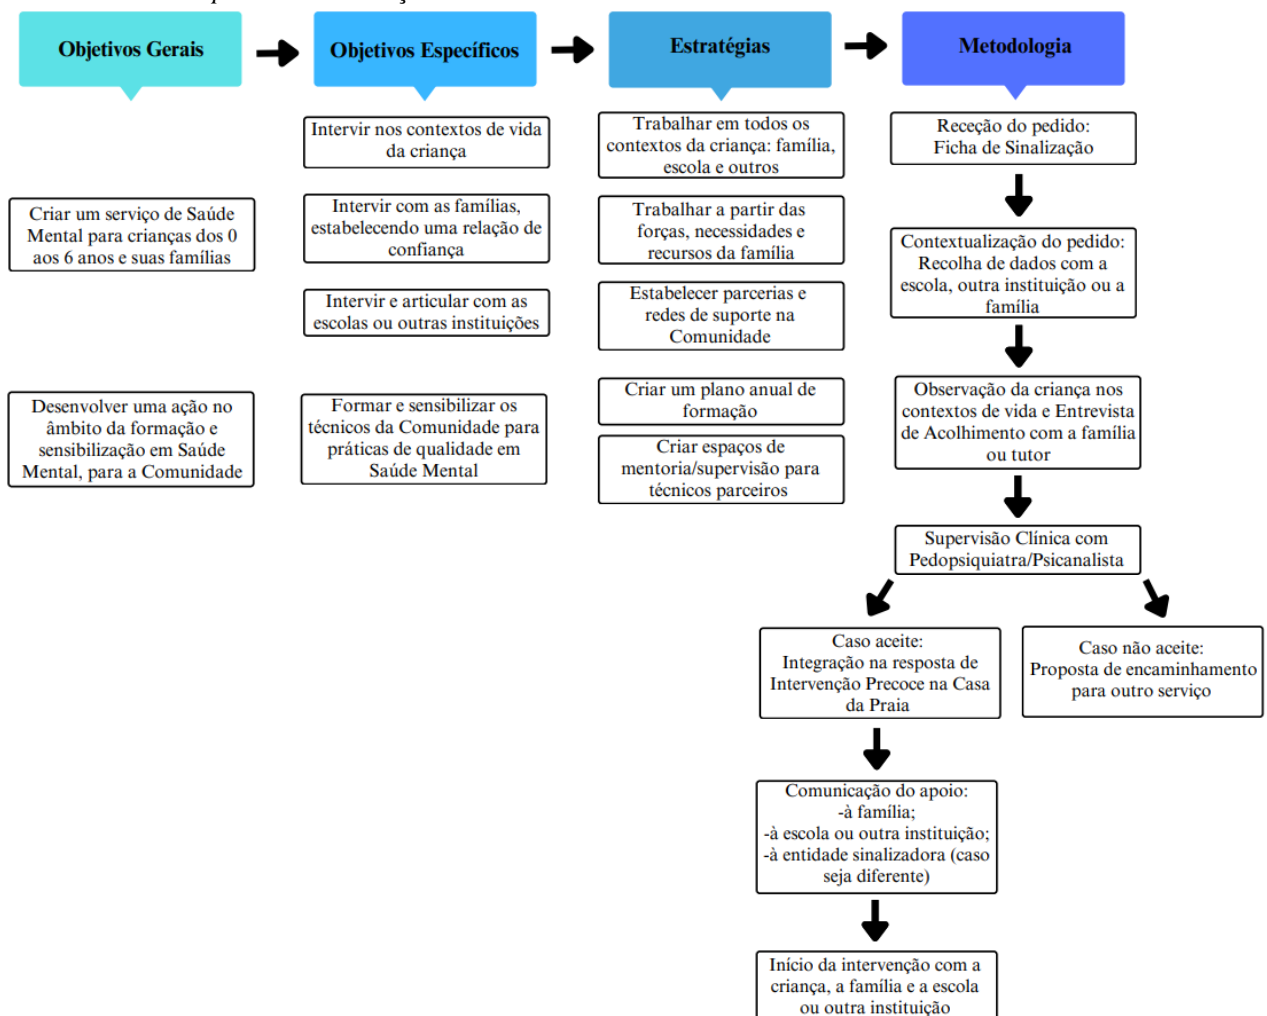 Objetivos Gerais
Objetivos Específicos
Estratégias
Metodologia
Criar um serviço de Saúde
Mental para crianças dos 0
aos 6 anos e suas famílias
Desenvolver uma ação no
âmbito da formação e
sensibilização em Saúde
Mental, para a Comunidade
Intervir nos contextos de vida
da criança
Intervir com as famílias,
estabelecendo uma relação de
confiança
Intervir e articular com as
escolas ou outras instituições
Formar e sensibilizar os
técnicos da Comunidade para
práticas de qualidade em
Saúde Mental
Trabalhar em todos os
contextos da criança: família,
escola e outros
Trabalhar a partir das
forças, necessidades e
recursos da família
Estabelecer parcerias e
redes de suporte na
Comunidade
Criar um plano anual de
formação
Criar espaços de
mentoria/supervisão para
técnicos parceiros
Receção do pedido:
Ficha de Sinalização
Contextualização do pedido:
Recolha de dados com a
escola, outra instituição ou a
família
Observação da criança nos
contextos de vida e Entrevista
de Acolhimento com a família
ou tutor
Supervisão Clínica com
Pedopsiquiatra/Psicanalista
Caso aceite:
Integração na resposta de
Intervenção Precoce na Casa
da Praia
Caso não aceite:
Proposta de encaminhamento
para outro serviço
Comunicação do apoio:
-à família;
-à escola ou outra instituição;
-à entidade sinalizadora (caso
seja diferente)
Início da intervenção com a
criança, a família e a escola
ou outra instituição